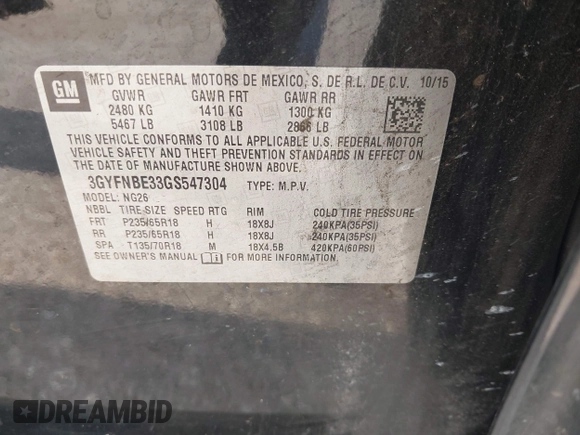 GM
MFD BY GENERAL MOTORS DE MEXICO, S. DE R.L. DE C.V. 10/15
GVWR GAWR FRT GAWR RR
2480 KG 1410 KG 1300 KG
5467 LB 3108 LB 2866 LB
THIS VEHICLE CONFORMS TO ALL APPLICABLE U.S. FEDERAL MOTOR
VEHICLE SAFETY AND THEFT PREVENTION STANDARDS IN EFFECT ON
THE DATE OF MANUFACTURE SHOWN ABOVE.
3GYFNBE33GS547304 TYPE: M.P.V.
MODEL: NG26
NBBL TIRE SIZE SPEED RTG RIM COLD TIRE PRESSURE
FRT P235/65R18 H 18X8J 240KPA(35PSI)
RR P235/65R18 H 18X8J 240KPA(35PSI)
SPA T135/70R18 M 18X4.5B 420KPA(60PSI)
SEE OWNER'S MANUAL FOR MORE INFORMATION.
DREAMBID